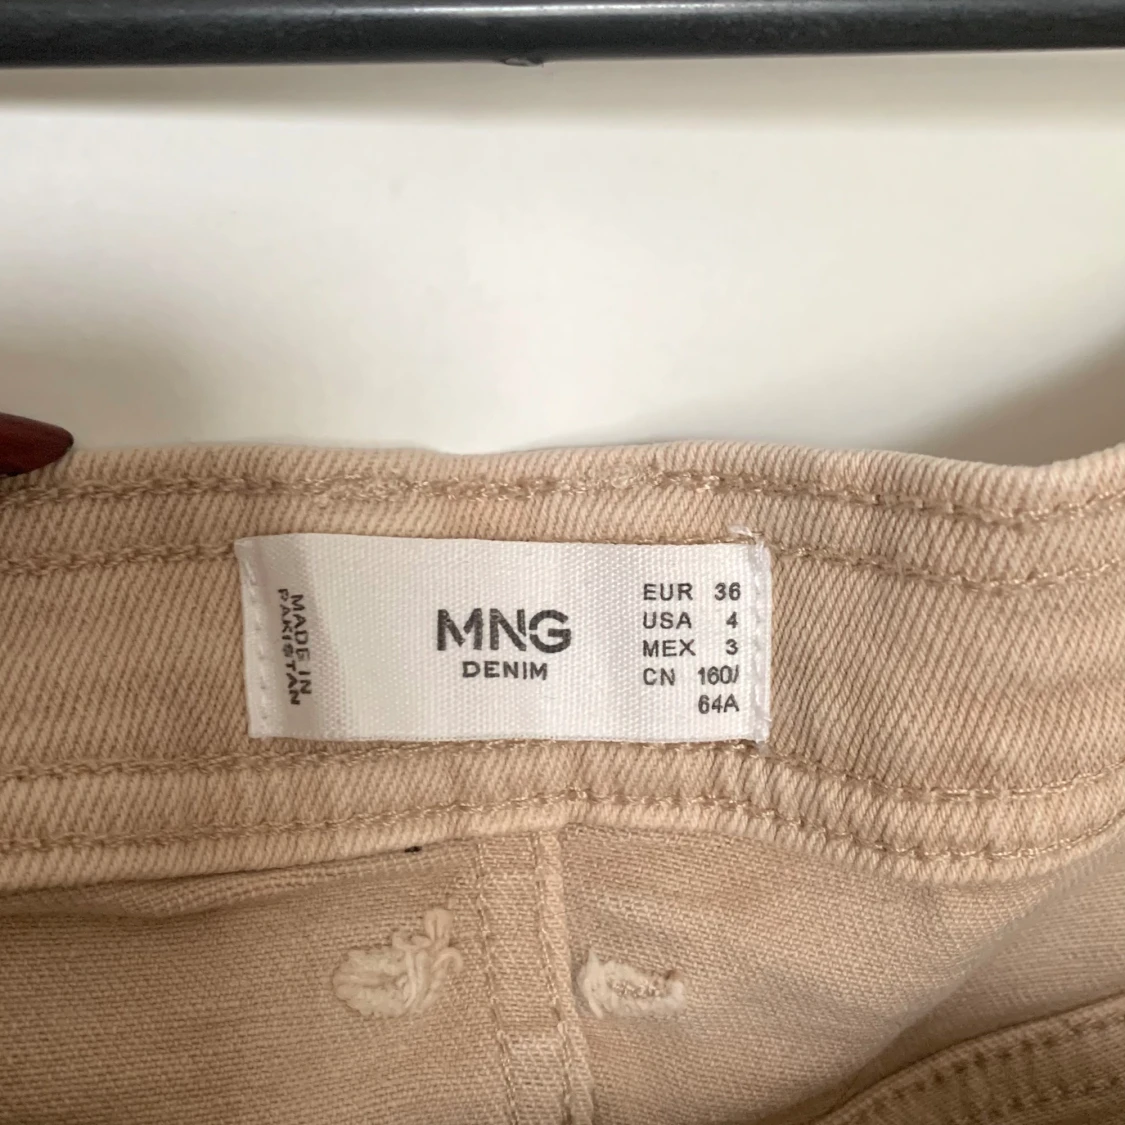 MADE IN
PAKISTAN
MNG
DENIM
EUR 36
USA 4
MEX 3
CN 160/
64A